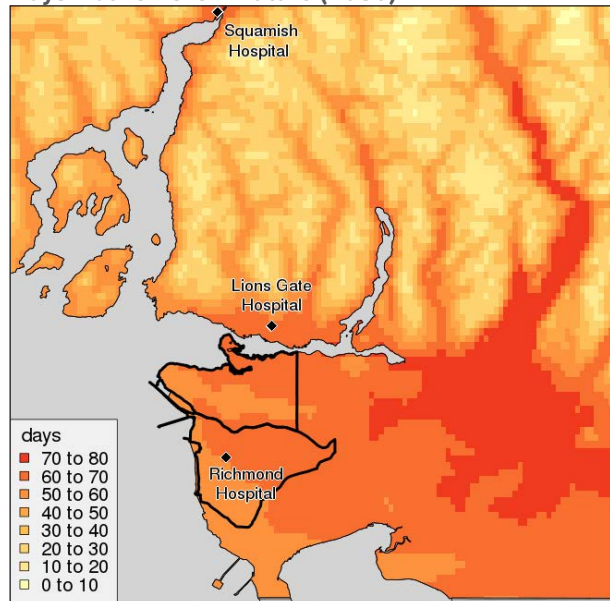 Squamish
Hospital
Lions Gate
Hospital
Richmond
Hospital
days
70 to 80
60 to 70
50 to 60
40 to 50
30 to 40
20 to 30
10 to 20
0 to 10